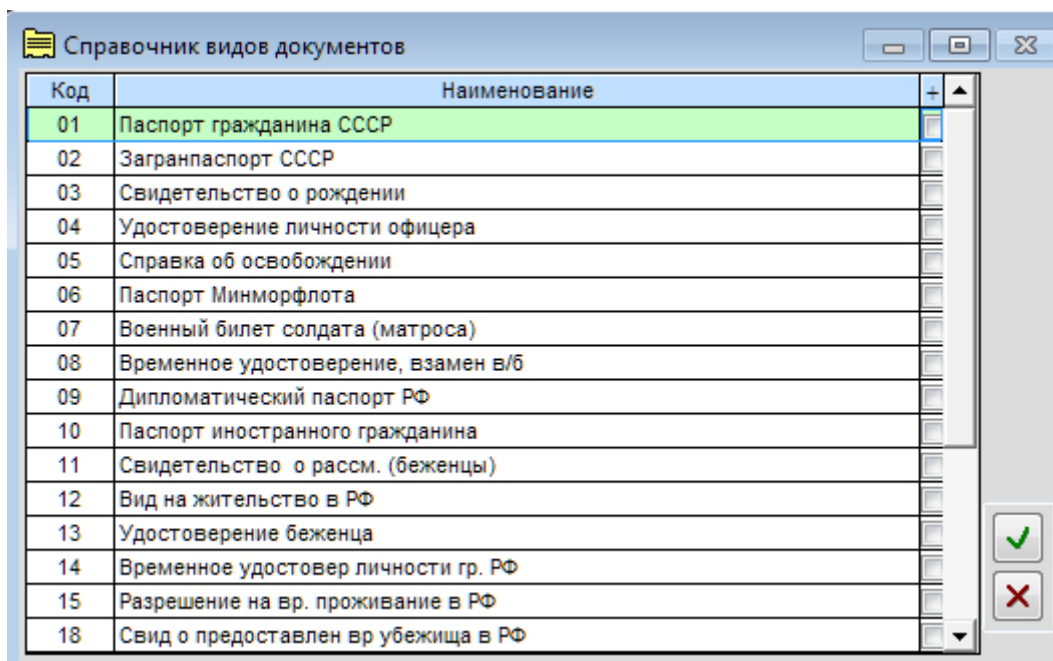 Справочник видов документов
Код Наименование +
01 Паспорт гражданина СССР
02 Загранпаспорт СССР
03 Свидетельство о рождении
04 Удостоверение личности офицера
05 Справка об освобождении
06 Паспорт Минморфлота
07 Военный билет солдата (матроса)
08 Временное удостоверение, взамен в/б
09 Дипломатический паспорт РФ
10 Паспорт иностранного гражданина
11 Свидетельство о рассм. (беженцы)
12 Вид на жительство в РФ
13 Удостоверение беженца
14 Временное удостовер личности гр. РФ
15 Разрешение на вр. проживание в РФ
18 Свид о предоставлен вр убежища в РФ